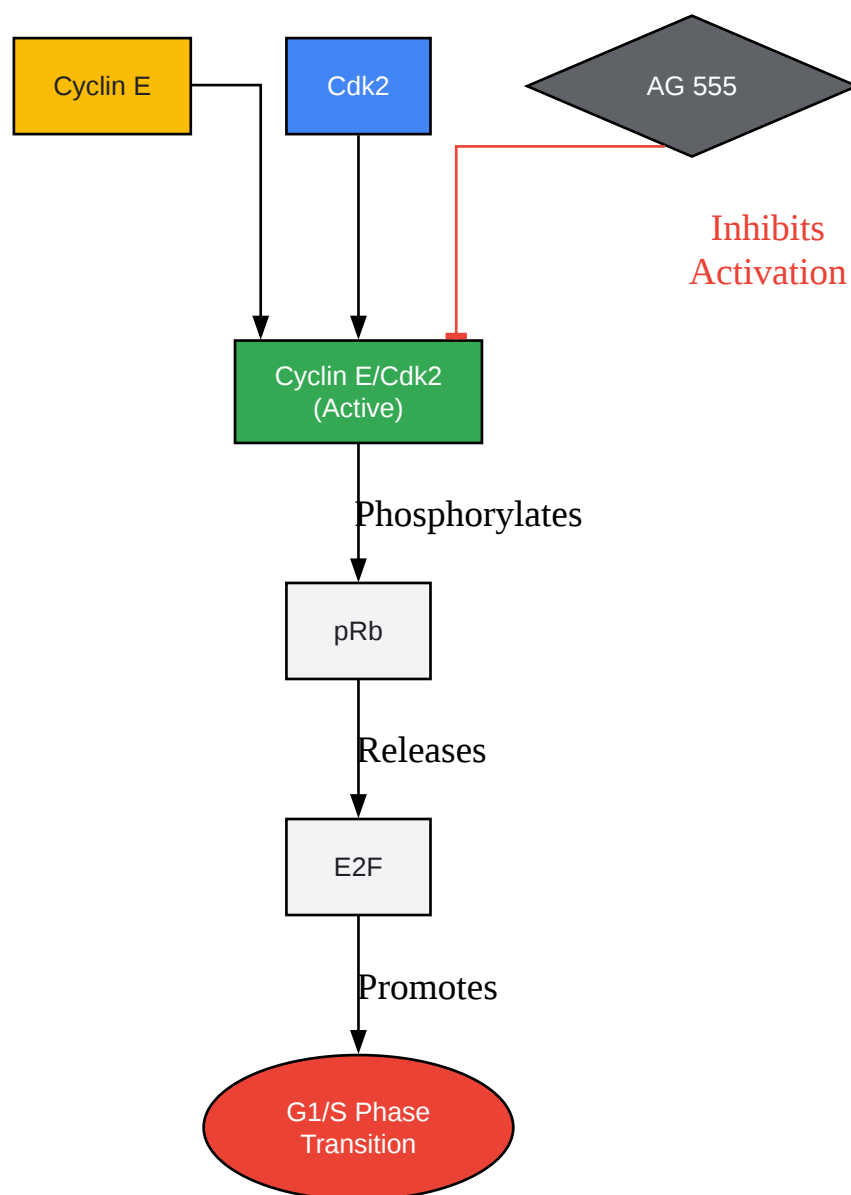 Cyclin E
Cdk2
AG 555
Inhibits
Activation
Cyclin E/Cdk2
(Active)
Phosphorylates
pRb
Releases
E2F
Promotes
G1/S Phase
Transition